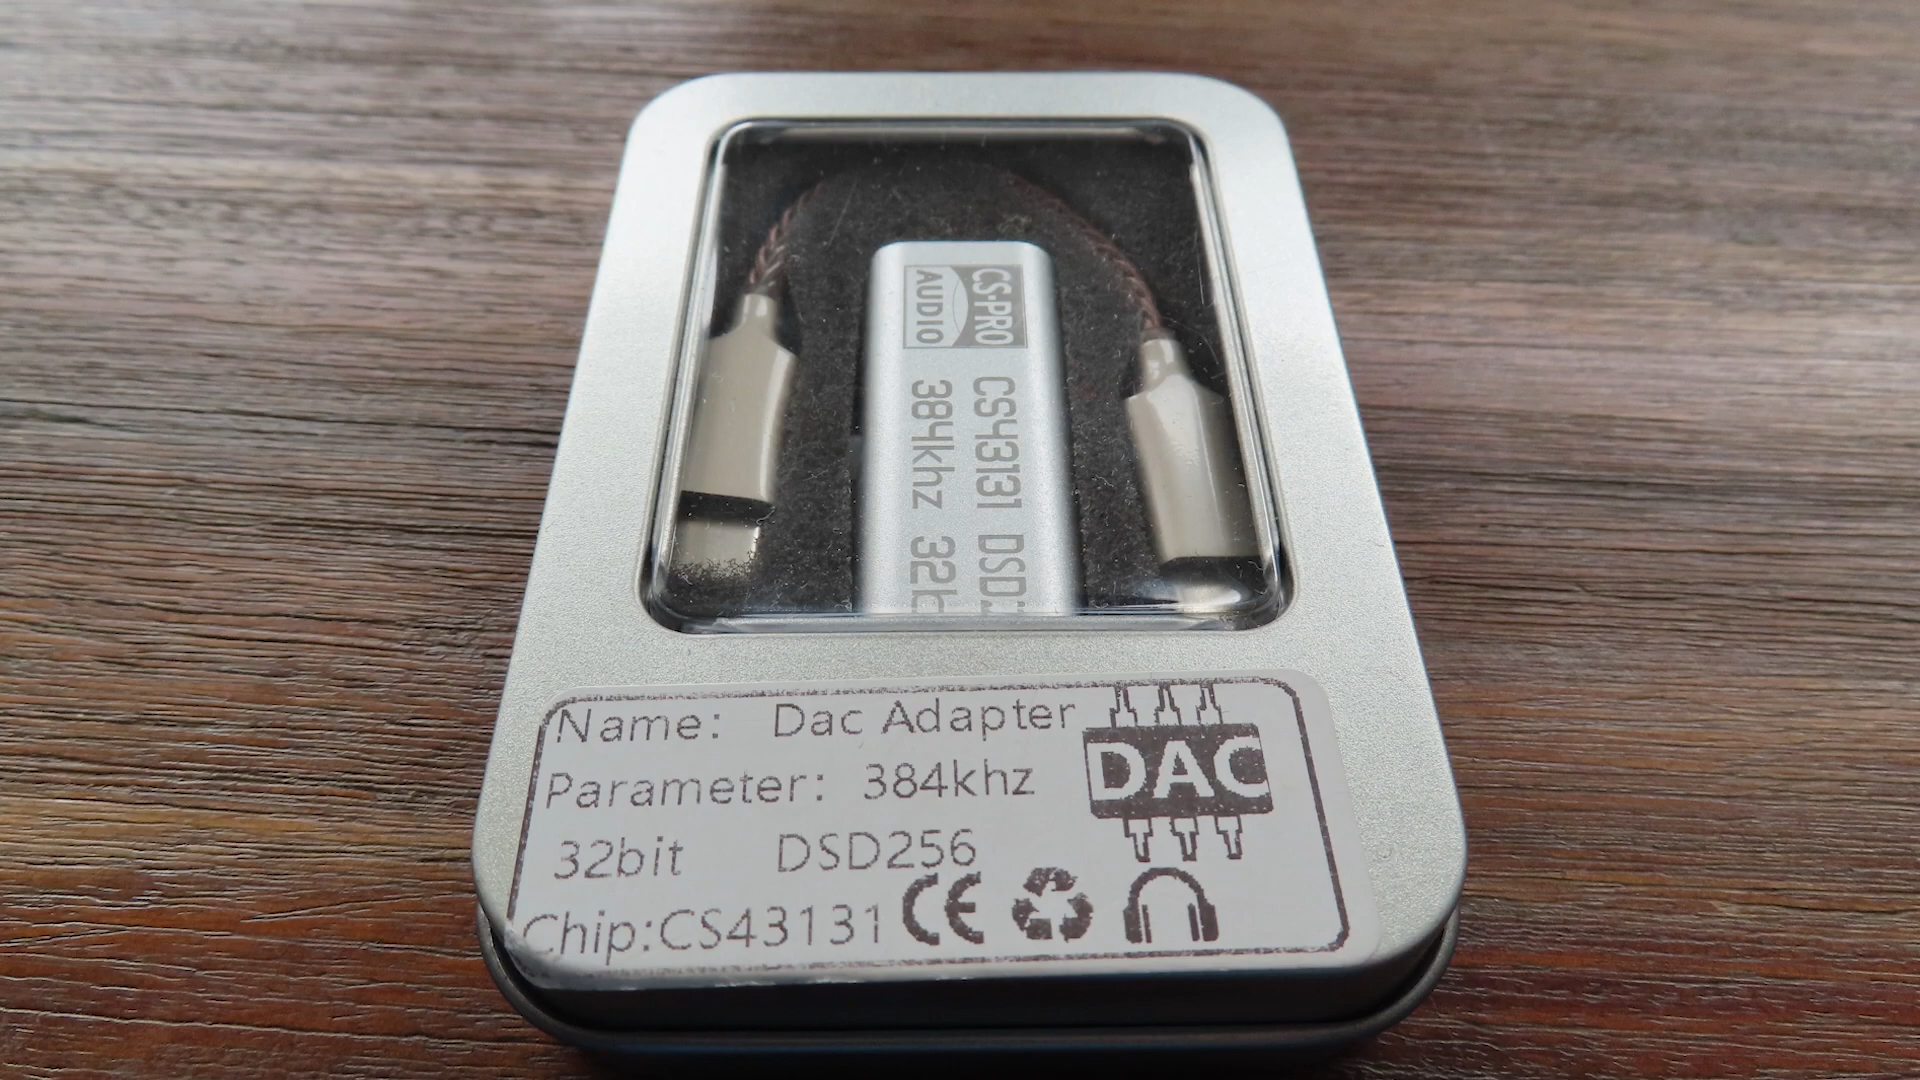 CS-PRO
AUDIO
CS43131 DSD
384khz 32b
Name: Dac Adapter
Parameter: 384khz
32bit DSD256
Chip:CS43131 CE
DAC